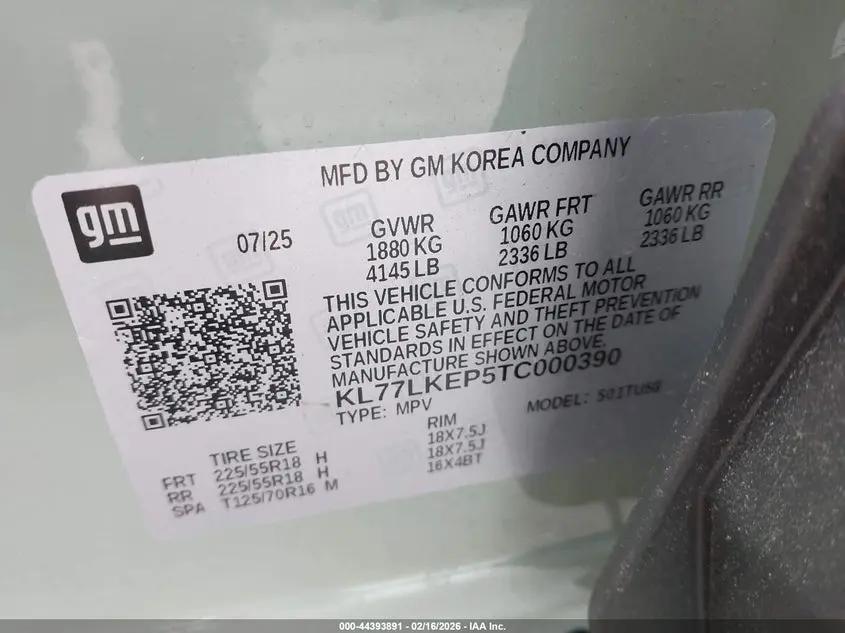 MFD BY GM KOREA COMPANY
gm
07/25
GVWR
1880 KG
4145 LB
GAWR FRT
1060 KG
2336 LB
GAWR RR
1060 KG
2336 LB
THIS VEHICLE CONFORMS TO ALL
APPLICABLE U.S. FEDERAL MOTOR
VEHICLE SAFETY AND THEFT PREVENTION
STANDARDS IN EFFECT ON THE DATE OF
MANUFACTURE SHOWN ABOVE.
KL77LKEP5TC000390
TYPE: MPV MODEL:
TIRE SIZE RIM
FRT 225/55R18 H 18X7.5J
RR 225/55R18 H 18X7.5J
SPA T125/70R16 M 16X4BT
000-44393891 - 02/16/2026 - IAA Inc.